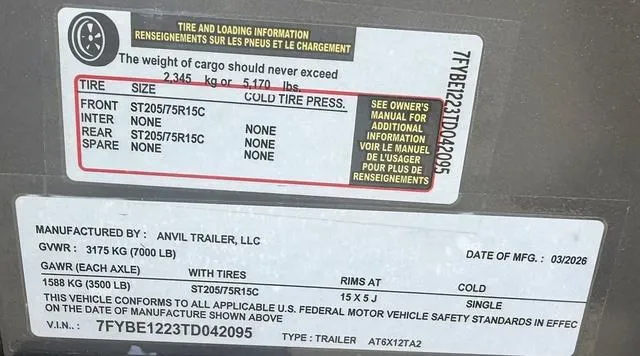 TIRE AND LOADING INFORMATION
RENSEIGNEMENTS SUR LES PNEUS ET LE CHARGEMENT
The weight of cargo should never exceed
2,345 kg or 5,170 lbs.
TIRE SIZE COLD TIRE PRESS.
FRONT ST205/75R15C
INTER NONE NONE
REAR ST205/75R15C NONE
SPARE NONE NONE
SEE OWNER'S
MANUAL FOR
ADDITIONAL
INFORMATION
VOIR LE MANUEL
DE L'USAGER
POUR PLUS DE
RENSEIGNEMENTS
7FYBE1223TD042095
MANUFACTURED BY: ANVIL TRAILER, LLC
GVWR: 3175 KG (7000 LB) DATE OF MFG.: 03/2026
GAWR (EACH AXLE) WITH TIRES RIMS AT COLD
1588 KG (3500 LB) ST205/75R15C 15 X 5 J SINGLE
THIS VEHICLE CONFORMS TO ALL APPLICABLE U.S. FEDERAL MOTOR VEHICLE SAFETY STANDARDS IN EFFEC
ON THE DATE OF MANUFACTURE SHOWN ABOVE
V.I.N.: 7FYBE1223TD042095 TYPE: TRAILER AT6X12TA2